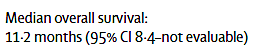 Median overall survival:
11·2 months (95% CI 8·4–not evaluable)